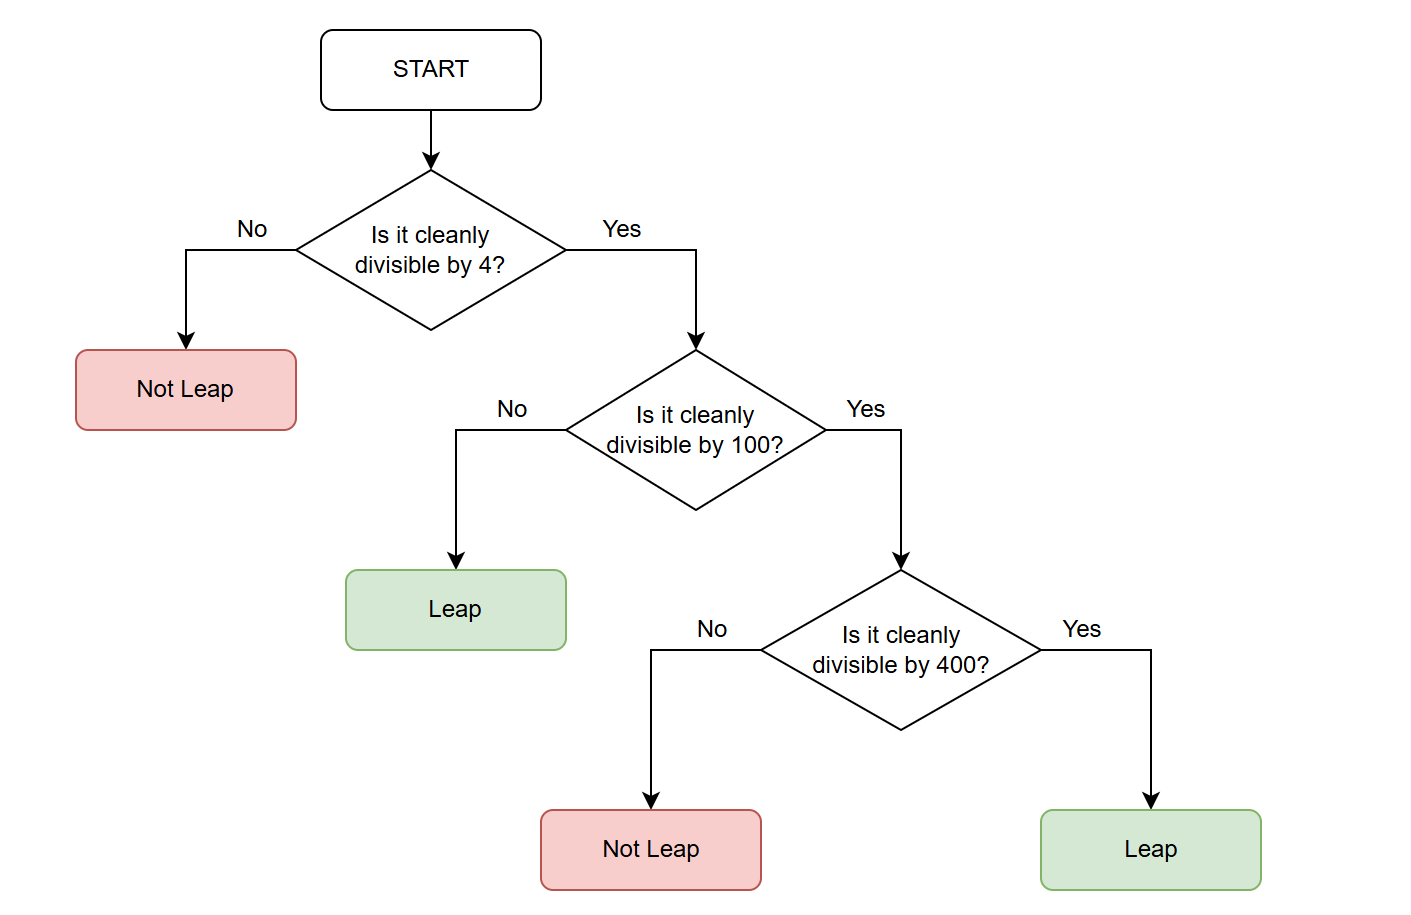 START
No
Yes
Is it cleanly
divisible by 4?
Not Leap
No
Yes
Is it cleanly
divisible by 100?
Leap
No
Yes
Is it cleanly
divisible by 400?
Not Leap
Leap